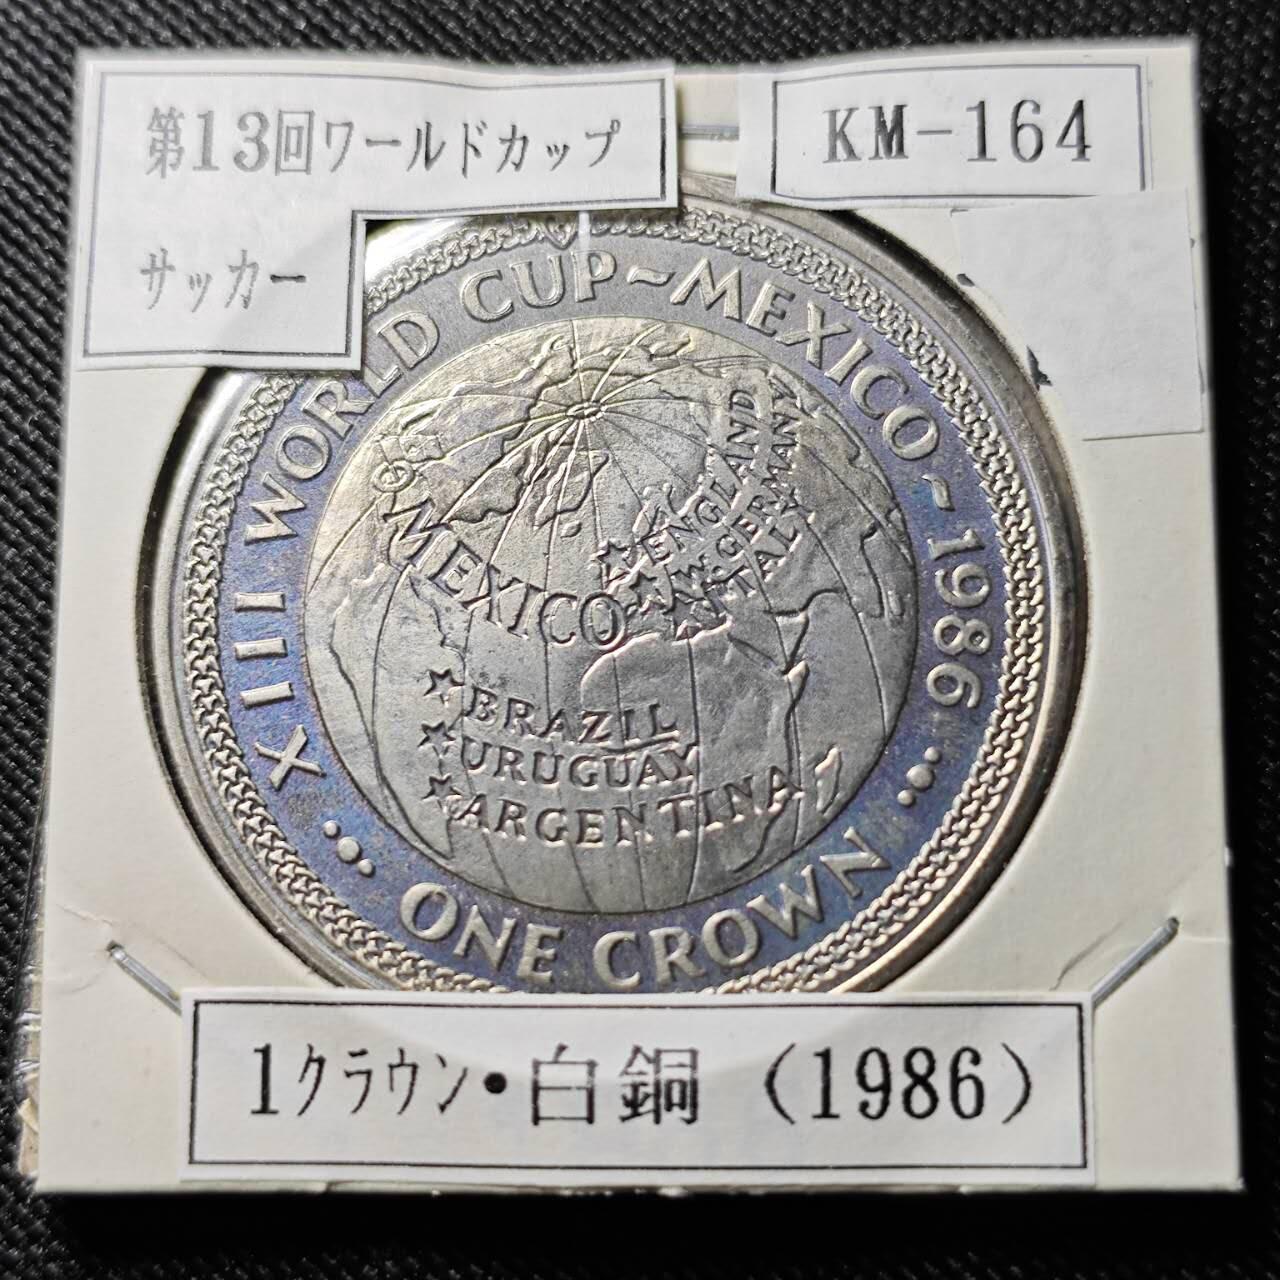 第13回ワールドカップ
サッカー
KM-164
XIII WORLD CUP~MEXICO~1986
MEXICO
ENGLAND
W.GERMANY
ITALY
BRAZIL
URUGUAY
ARGENTINA
ONE CROWN
1クラウン・白銅（1986）